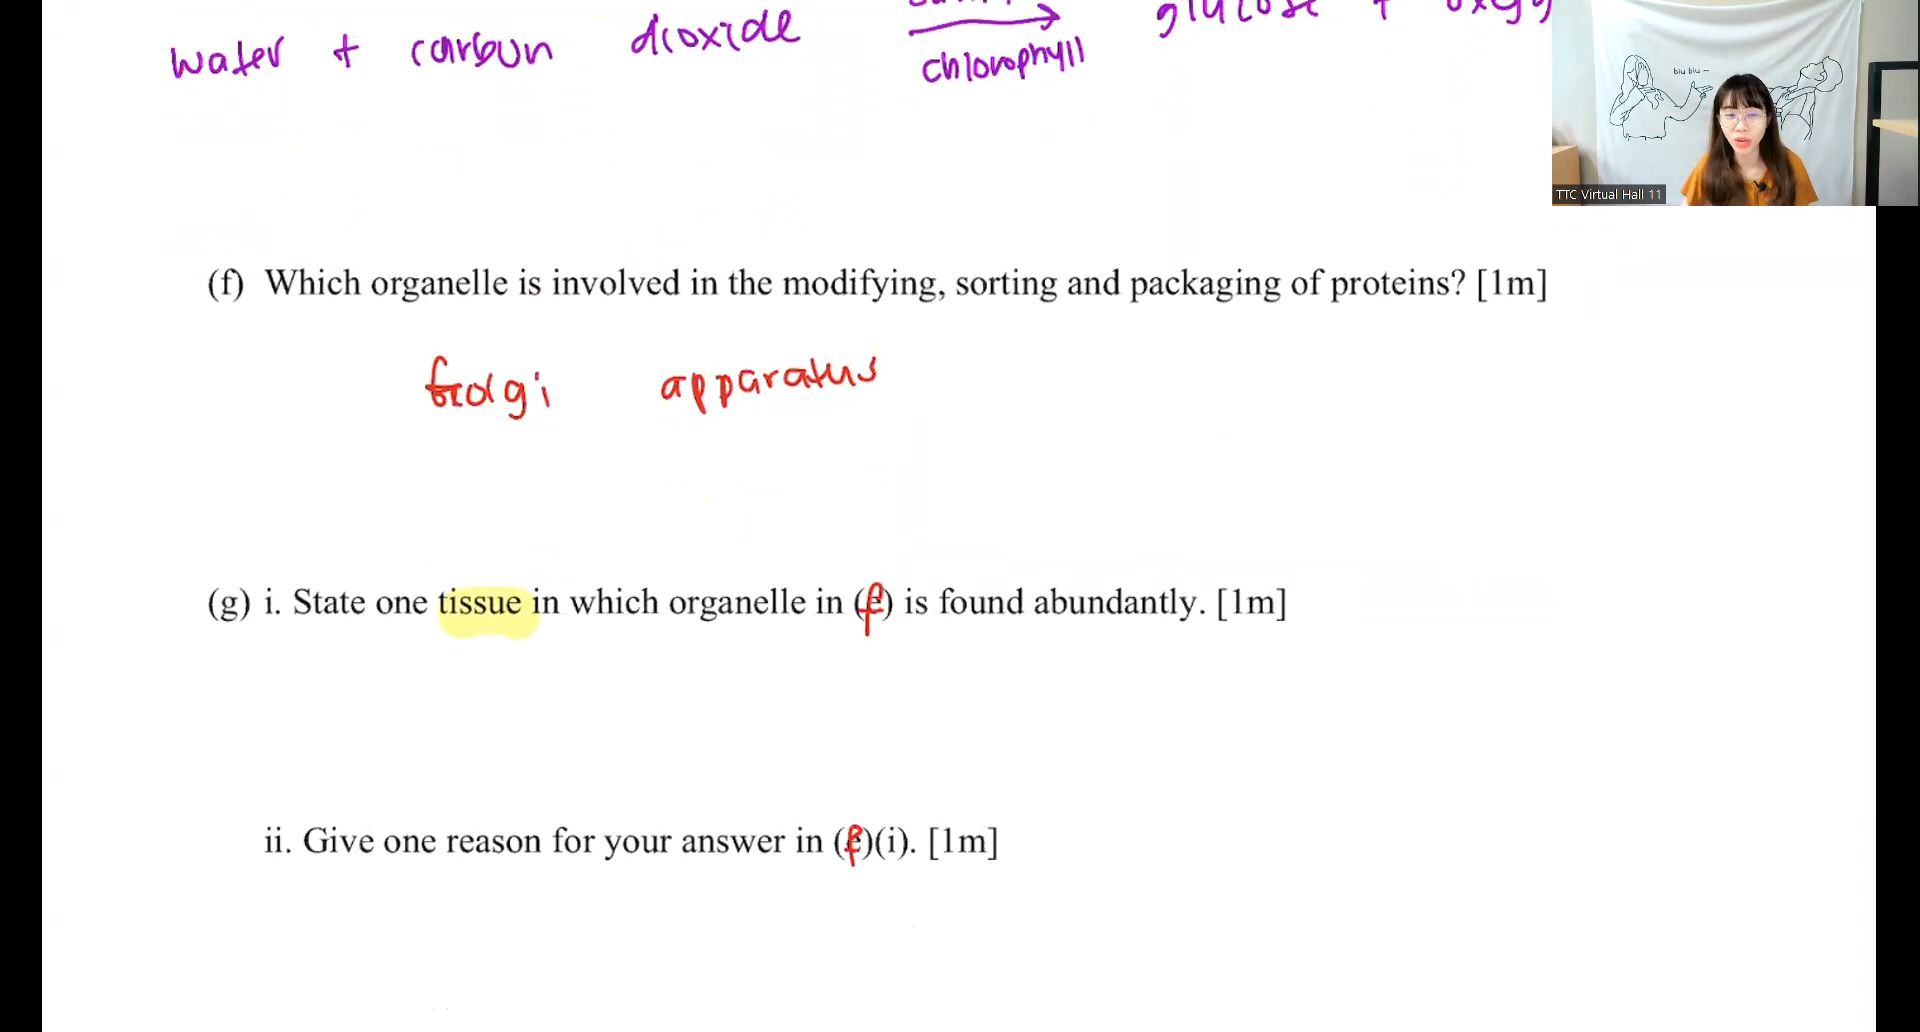 water + carbon dioxide → glucose +
chlorophyll
biu biu ~
TTC Virtual Hall 11
(f) Which organelle is involved in the modifying, sorting and packaging of proteins? [1m]
Golgi apparatus
(g) i. State one tissue in which organelle in (f) is found abundantly. [1m]
ii. Give one reason for your answer in (f)(i). [1m]